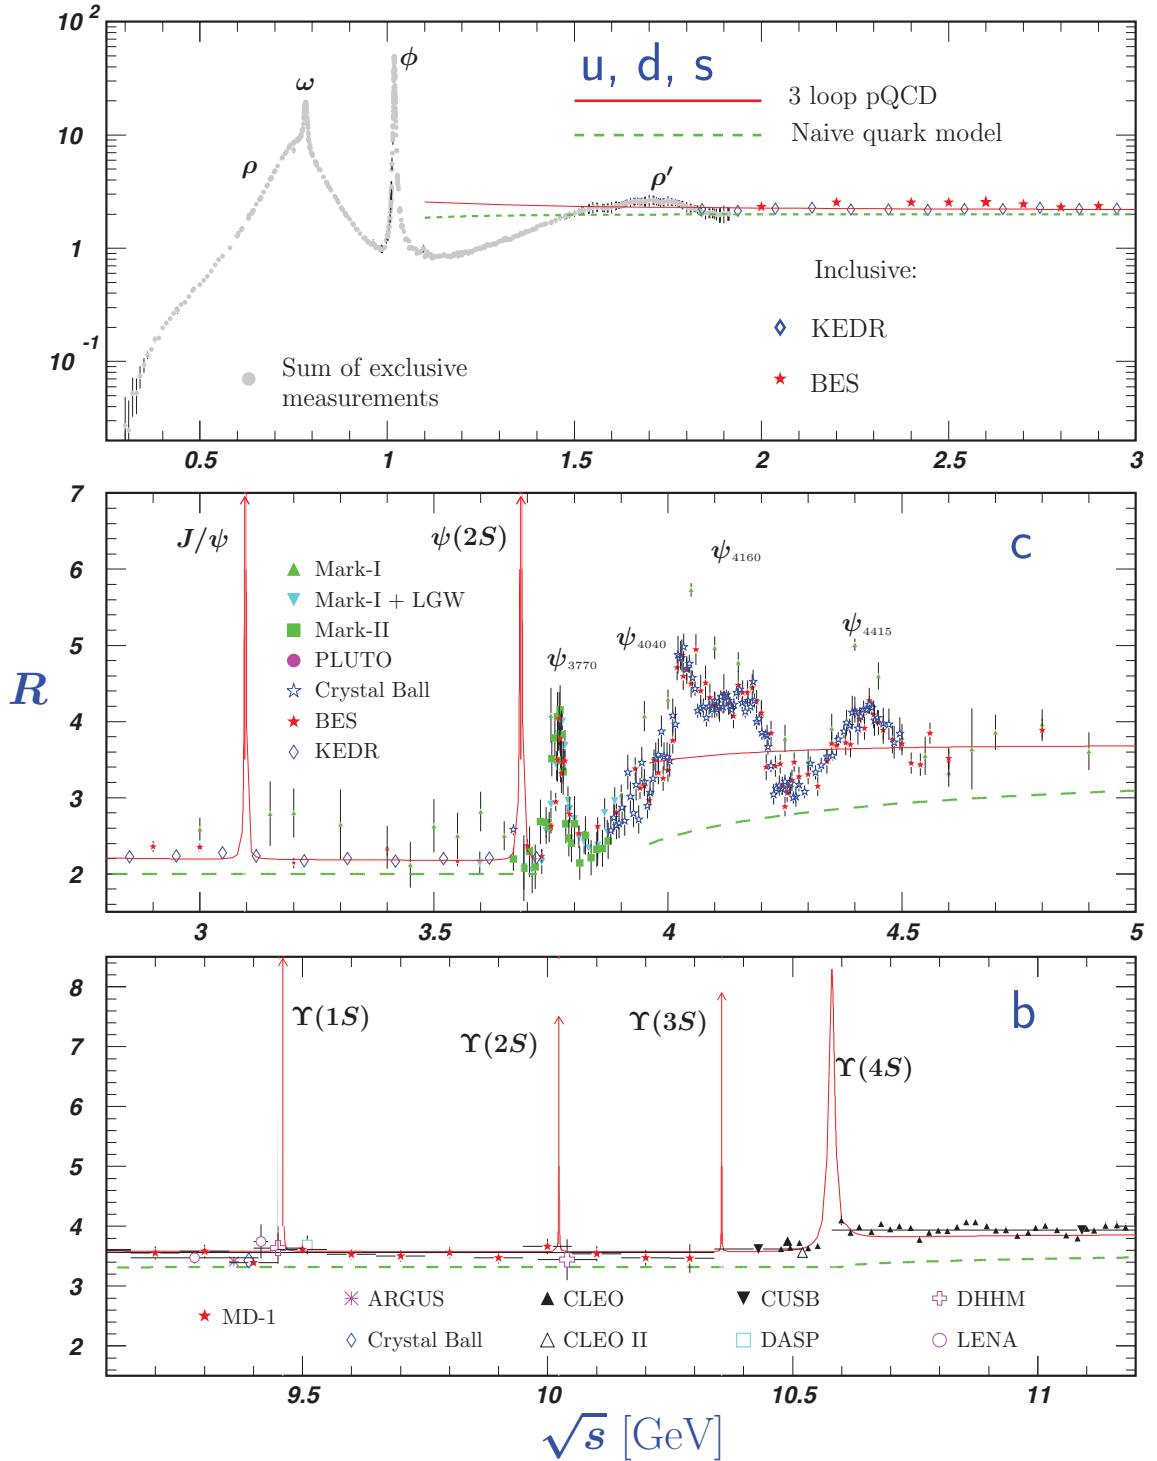 10 2
10
1
10 -1
ω
ϕ
ρ
ρ′
u, d, s
3 loop pQCD
Naive quark model
Inclusive:
KEDR
BES
Sum of exclusive
measurements
0.5 1 1.5 2 2.5 3
R
7
6
5
4
3
2
J/ψ
ψ(2S)
ψ3770
ψ4040
ψ4160
ψ4415
c
Mark-I
Mark-I + LGW
Mark-II
PLUTO
Crystal Ball
BES
KEDR
3 3.5 4 4.5 5
8
7
6
5
4
3
2
Υ(1S)
Υ(2S)
Υ(3S)
Υ(4S)
b
MD-1
ARGUS CLEO CUSB DHHM
Crystal Ball CLEO II DASP LENA
9.5 10 10.5 11
√s [GeV]